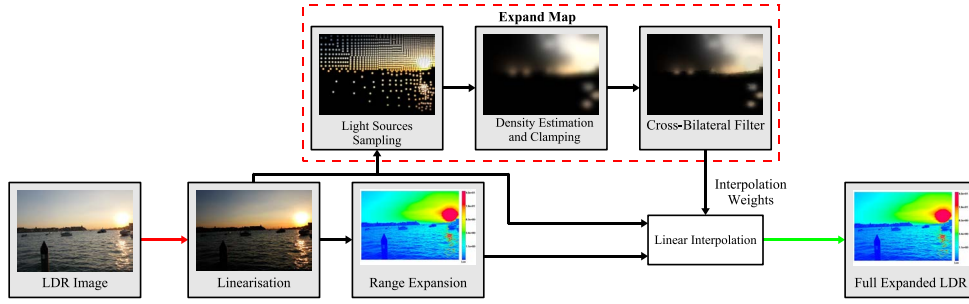 Expand Map
Light Sources
Sampling
Density Estimation
and Clamping
Cross-Bilateral Filter
Interpolation
Weights
LDR Image
Linearisation
Range Expansion
Linear Interpolation
Full Expanded LDR